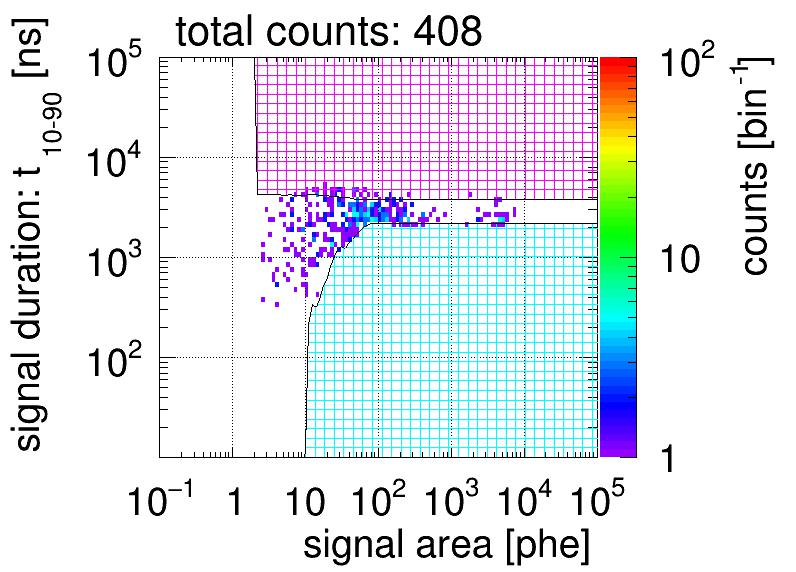 total counts: 408
signal duration: t 10-90 [ns]
10^5
10^4
10^3
10^2
10^−1 1 10 10^2 10^3 10^4 10^5
signal area [phe]
10^2
10
1
counts [bin^-1]